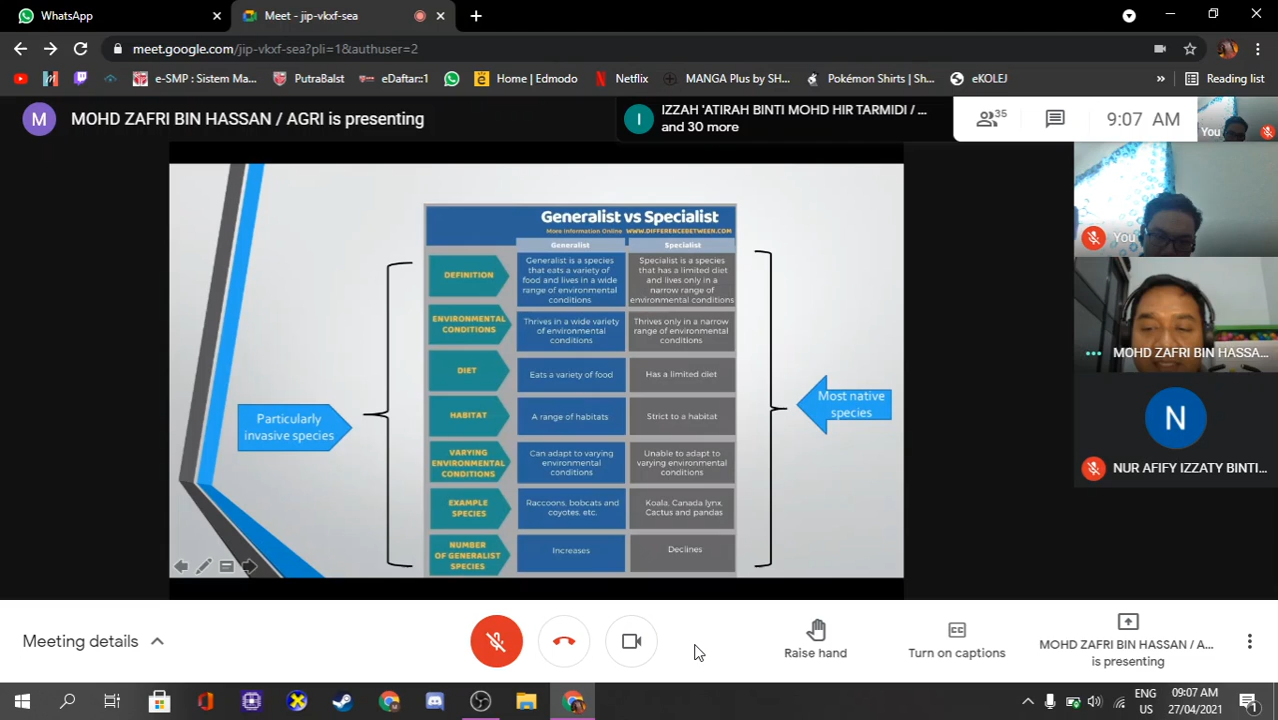 WhatsApp
Meet - jip-vkxf-sea
meet.google.com/jip-vkxf-sea?pli=1&authuser=2
e-SMP : Sistem Ma...
PutraBalst
eDaftar::1
Home | Edmodo
Netflix
MANGA Plus by SH...
Pokémon Shirts | Sh...
eKOLEJ
»
Reading list
M
MOHD ZAFRI BIN HASSAN / AGRI is presenting
I
IZZAH 'ATIRAH BINTI MOHD HIR TARMIDI / ...
and 30 more
35
9:07 AM
You
You
MOHD ZAFRI BIN HASSA...
N
NUR AFIFY IZZATY BINTI...
Generalist vs Specialist
More Information Online WWW.DIFFERENCEBETWEEN.COM
Generalist
Specialist
DEFINITION
Generalist is a species
that eats a variety of
food and lives in a wide
range of environmental
conditions
Specialist is a species
that has a limited diet
and lives only in a
narrow range of
environmental conditions
ENVIRONMENTAL
CONDITIONS
Thrives in a wide variety
of environmental
conditions
Thrives only in a narrow
range of environmental
conditions
DIET
Eats a variety of food
Has a limited diet
HABITAT
A range of habitats
Strict to a habitat
VARYING
ENVIRONMENTAL
CONDITIONS
Can adapt to varying
environmental
conditions
Unable to adapt to
varying environmental
conditions
EXAMPLE
SPECIES
Raccoons, bobcats and
coyotes, etc.
Koala, Canada lynx,
Cactus and pandas
NUMBER
OF GENERALIST
SPECIES
Increases
Declines
Particularly
invasive species
Most native
species
Meeting details
Raise hand
Turn on captions
MOHD ZAFRI BIN HASSAN / A...
is presenting
ENG
US
09:07 AM
27/04/2021
1